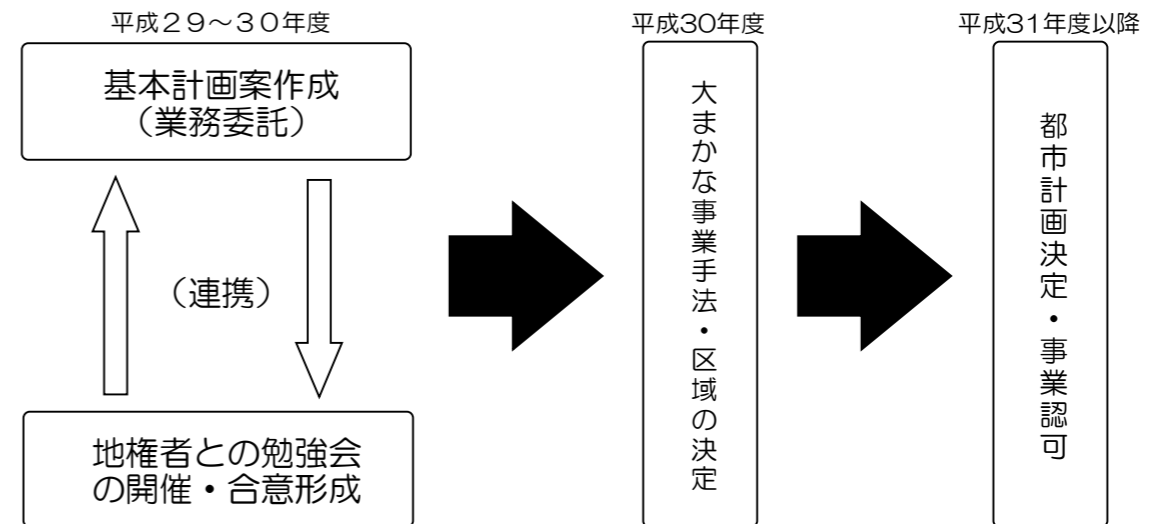 平成２９～３０年度
基本計画案作成
（業務委託）
（連携）
地権者との勉強会
の開催・合意形成
平成30年度
大まかな事業手法・区域の決定
平成31年度以降
都市計画決定・事業認可